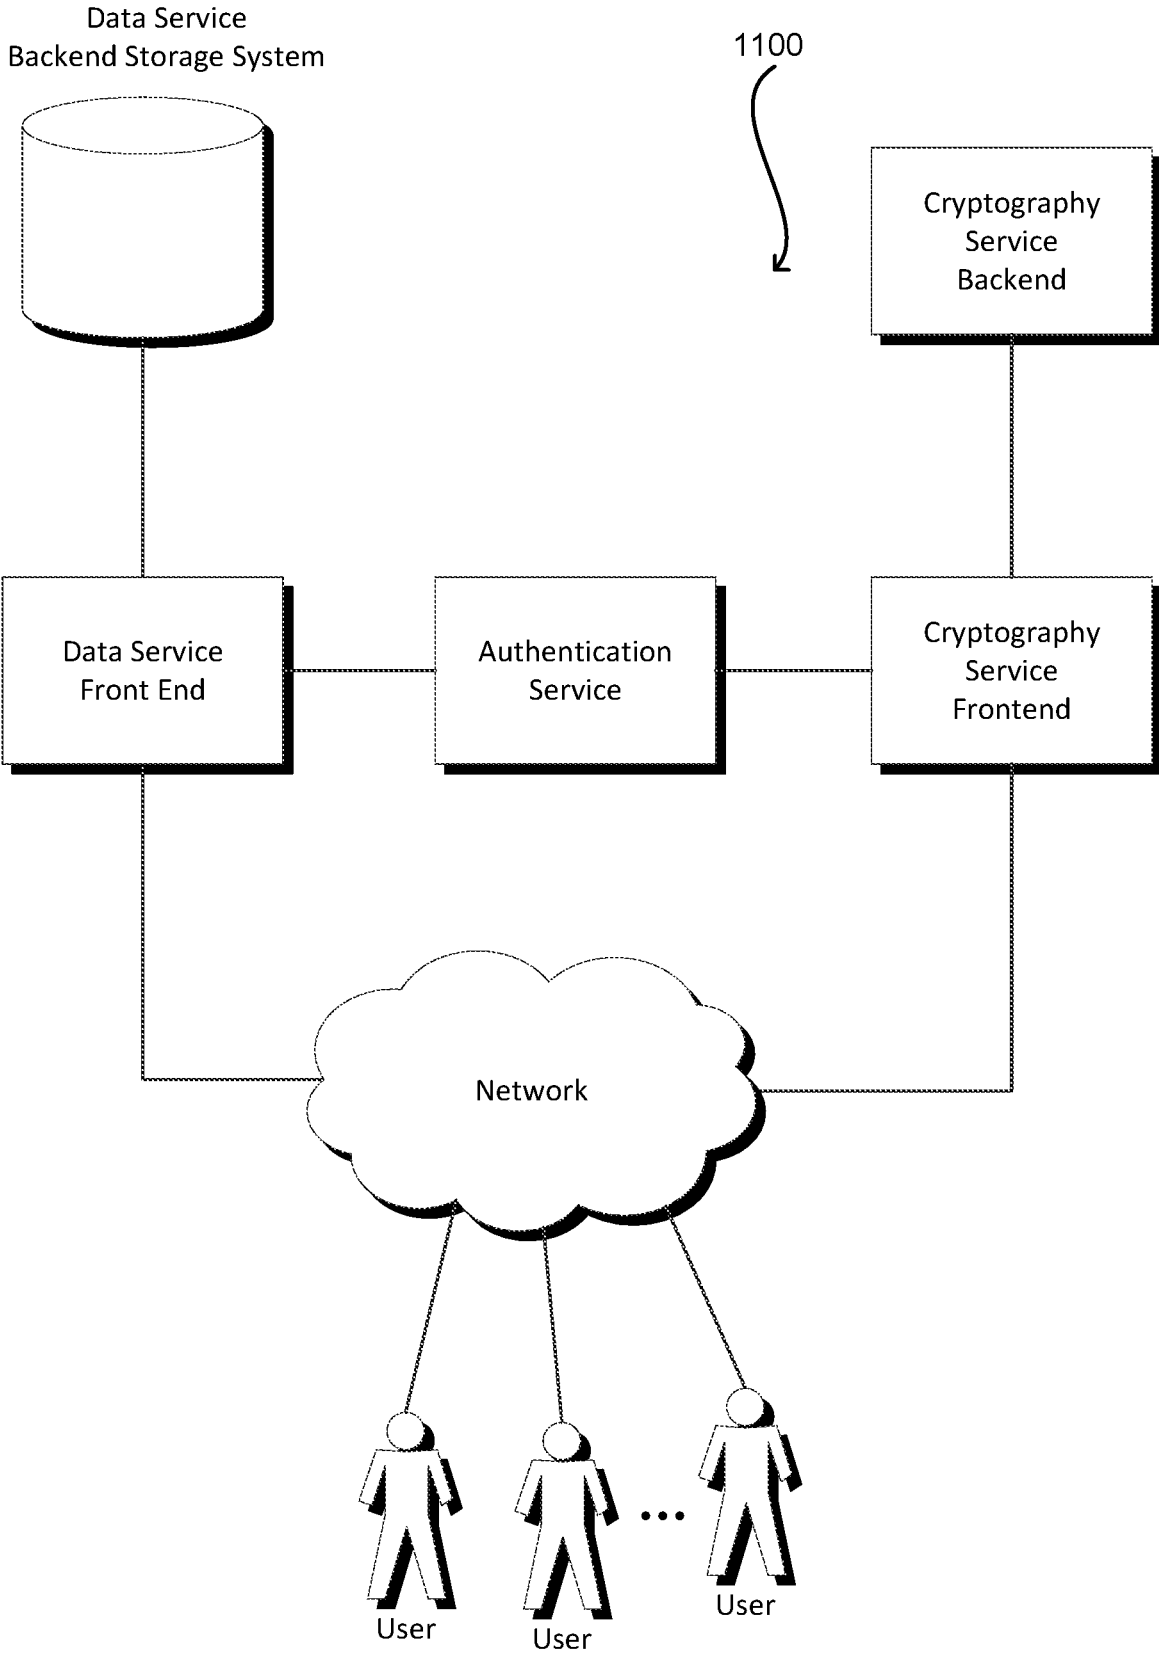 Data Service
Backend Storage System
1100
Cryptography
Service
Backend
Data Service
Front End
Authentication
Service
Cryptography
Service
Frontend
Network
User
User
...
User